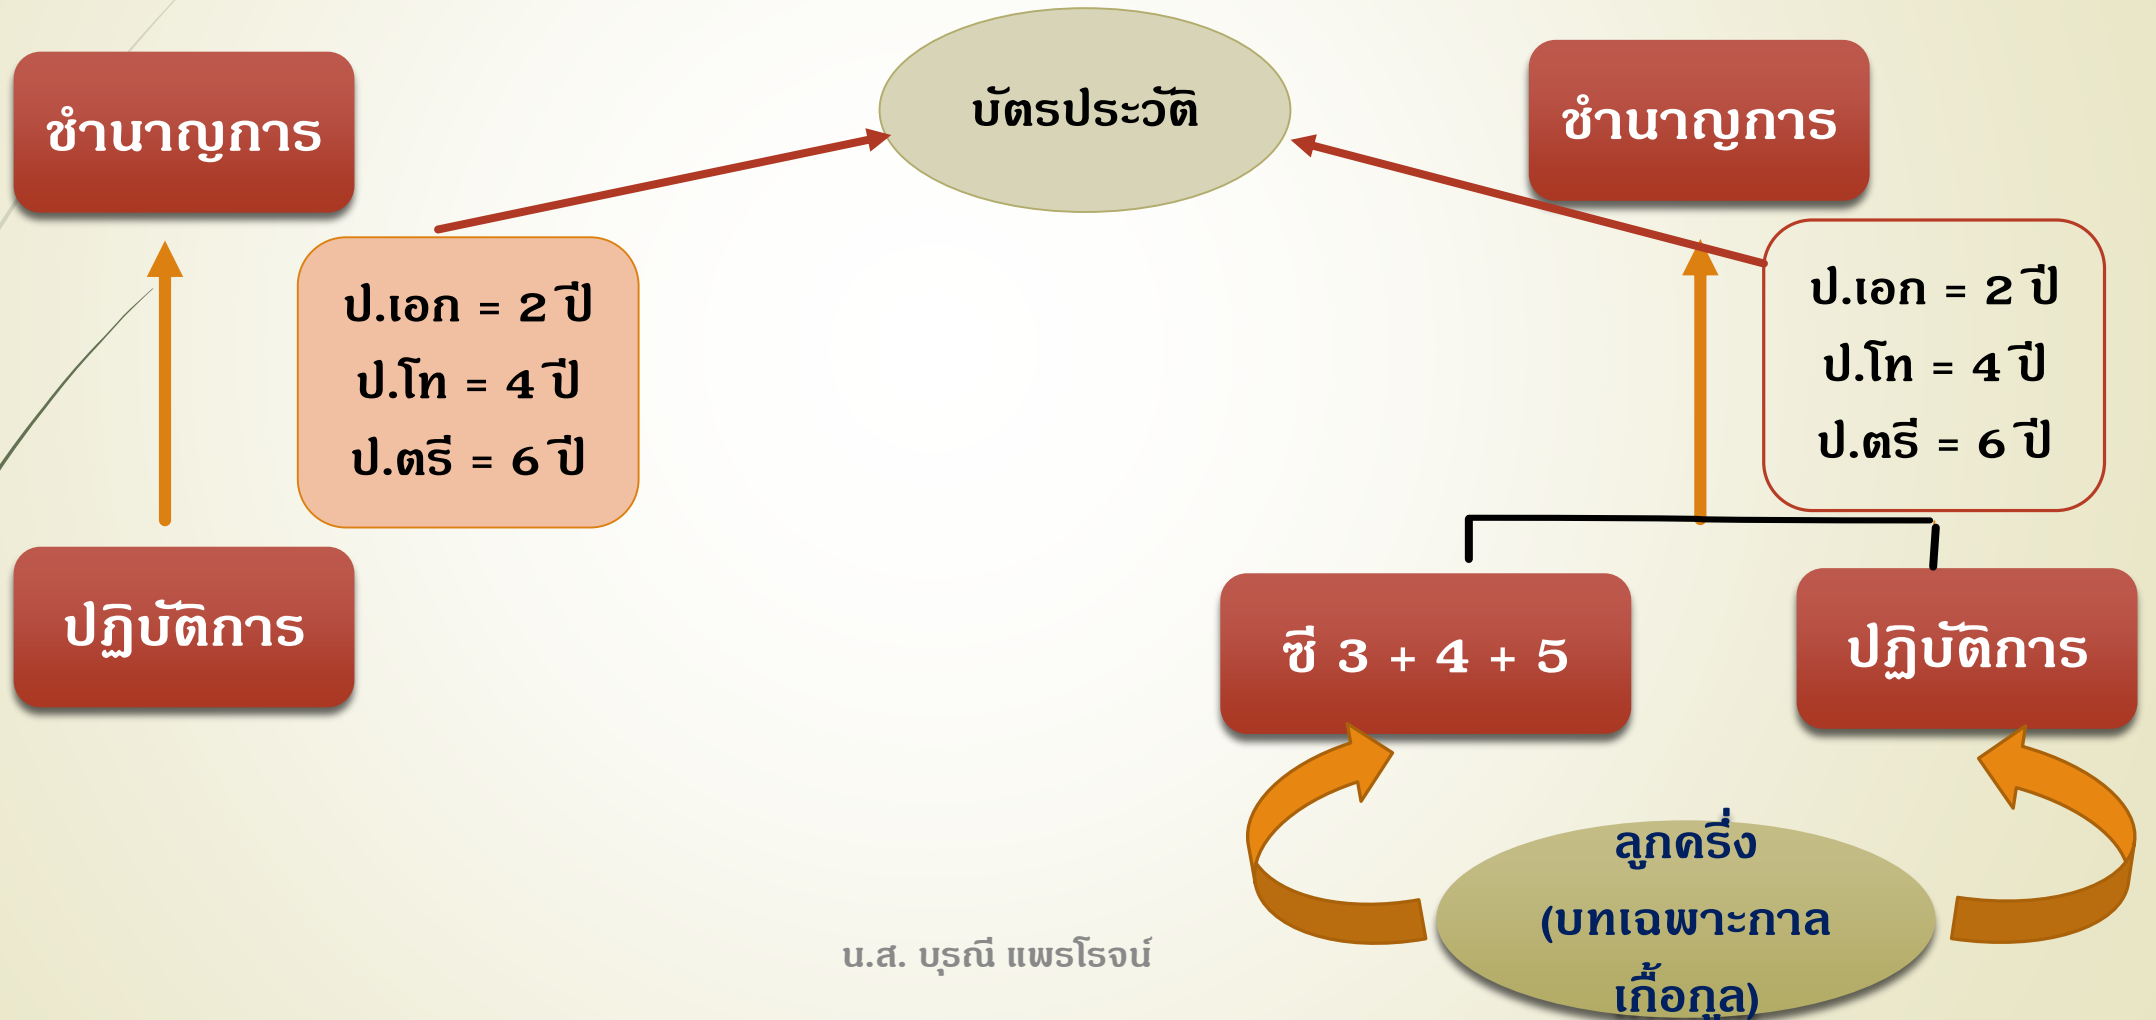 บัตรประวัติ
ชำนาญการ
ป.เอก = 2 ปี
ป.โท = 4 ปี
ป.ตรี = 6 ปี
ปฏิบัติการ
ชำนาญการ
ป.เอก = 2 ปี
ป.โท = 4 ปี
ป.ตรี = 6 ปี
ซี 3 + 4 + 5
ปฏิบัติการ
ลูกครึ่ง
(บทเฉพาะกาล
เกื้อกูล)
น.ส. บุรณี แพรโรจน์